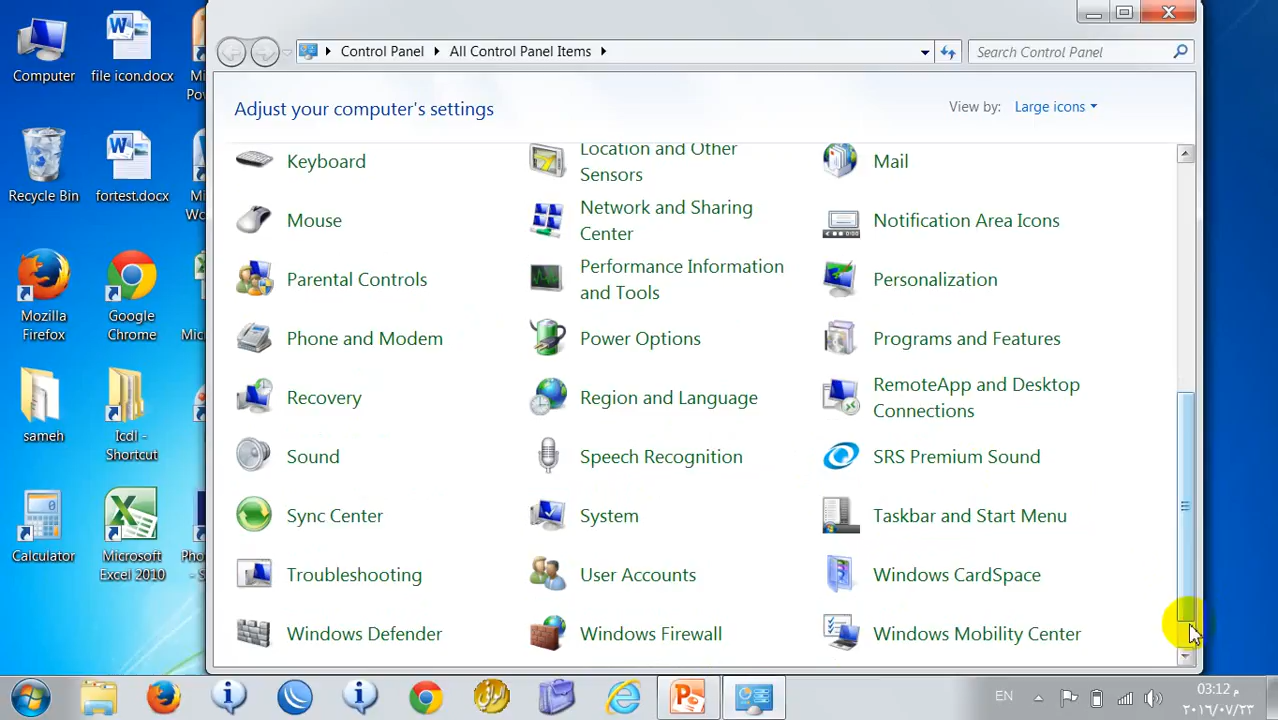 Computer
file icon.docx
Recycle Bin
fortest.docx
Mozilla
Firefox
Google
Chrome
sameh
Icdl -
Shortcut
Calculator
Microsoft
Excel 2010
Control Panel
All Control Panel Items
Search Control Panel
Adjust your computer's settings
View by:
Large icons
Keyboard
Location and Other
Sensors
Mail
Mouse
Network and Sharing
Center
Notification Area Icons
Parental Controls
Performance Information
and Tools
Personalization
Phone and Modem
Power Options
Programs and Features
Recovery
Region and Language
RemoteApp and Desktop
Connections
Sound
Speech Recognition
SRS Premium Sound
Sync Center
System
Taskbar and Start Menu
Troubleshooting
User Accounts
Windows CardSpace
Windows Defender
Windows Firewall
Windows Mobility Center
EN
03:12 م
٢٠١٦/٠٧/٢٣